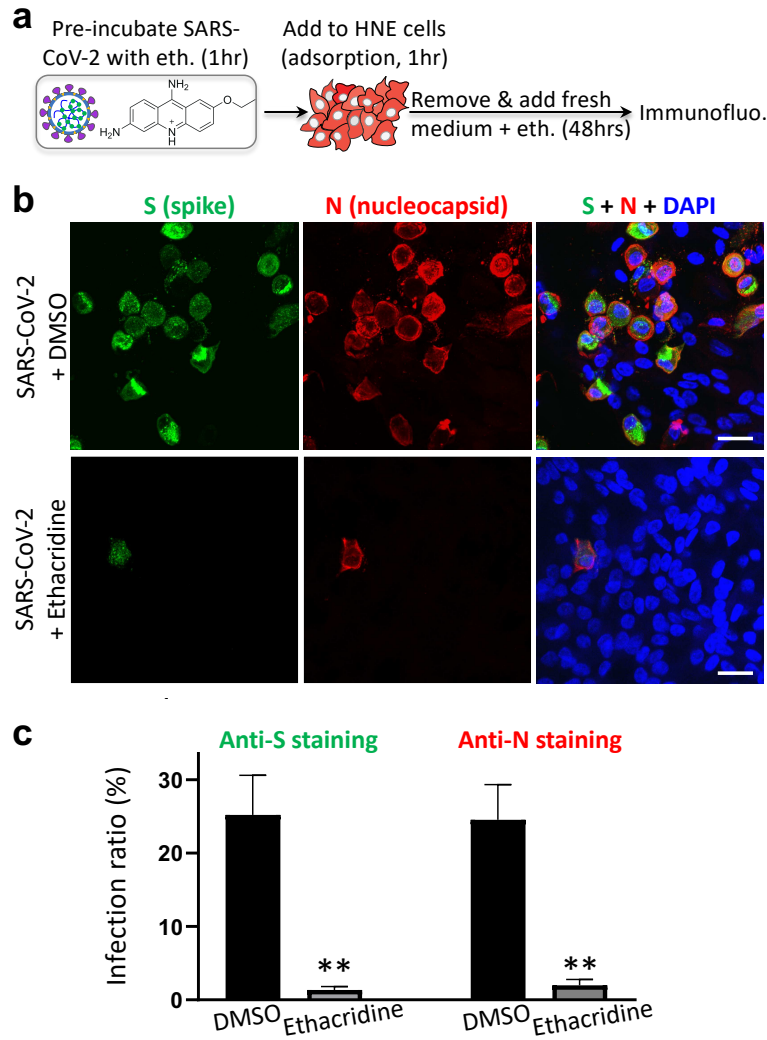 a
Pre-incubate SARS-
CoV-2 with eth. (1hr)
Add to HNE cells
(adsorption, 1hr)
NH₂
O
H₂N
+
NH
Remove & add fresh
medium + eth. (48hrs)
Immunofluo.
b
S (spike)
N (nucleocapsid)
S + N + DAPI
SARS-CoV-2
+ DMSO
SARS-CoV-2
+ Ethacridine
c
Anti-S staining
Anti-N staining
Infection ratio (%)
30
20
10
0
**
**
DMSO
Ethacridine
DMSO
Ethacridine